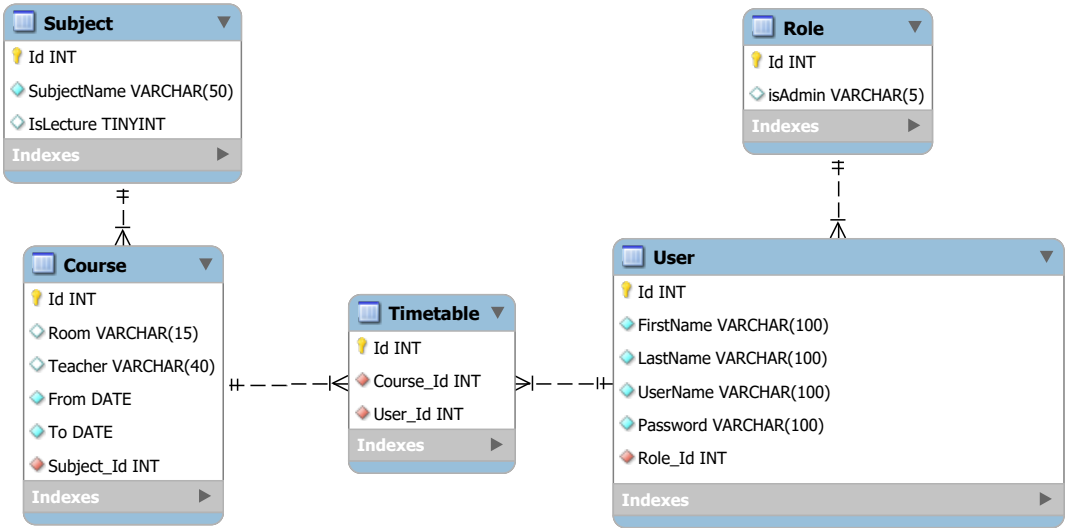 Subject
Id INT
SubjectName VARCHAR(50)
IsLecture TINYINT
Indexes
Role
Id INT
isAdmin VARCHAR(5)
Indexes
Course
Id INT
Room VARCHAR(15)
Teacher VARCHAR(40)
From DATE
To DATE
Subject_Id INT
Indexes
Timetable
Id INT
Course_Id INT
User_Id INT
Indexes
User
Id INT
FirstName VARCHAR(100)
LastName VARCHAR(100)
UserName VARCHAR(100)
Password VARCHAR(100)
Role_Id INT
Indexes